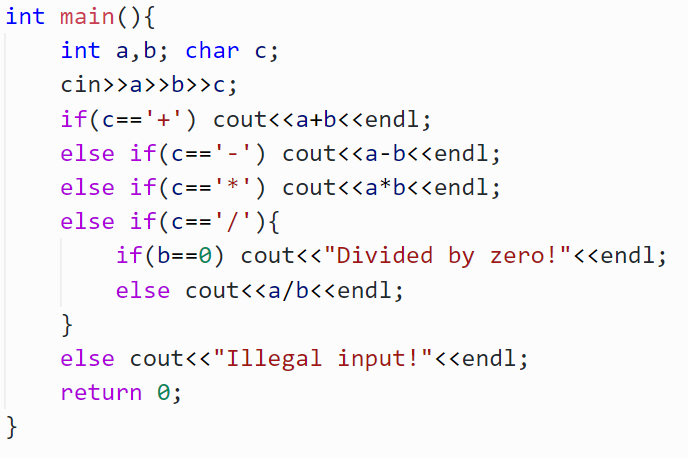 int main(){
    int a,b; char c;
    cin>>a>>b>>c;
    if(c=='+') cout<<a+b<<endl;
    else if(c=='-') cout<<a-b<<endl;
    else if(c=='*') cout<<a*b<<endl;
    else if(c=='/'){
        if(b==0) cout<<"Divided by zero!"<<endl;
        else cout<<a/b<<endl;
    }
    else cout<<"Illegal input!"<<endl;
    return 0;
}